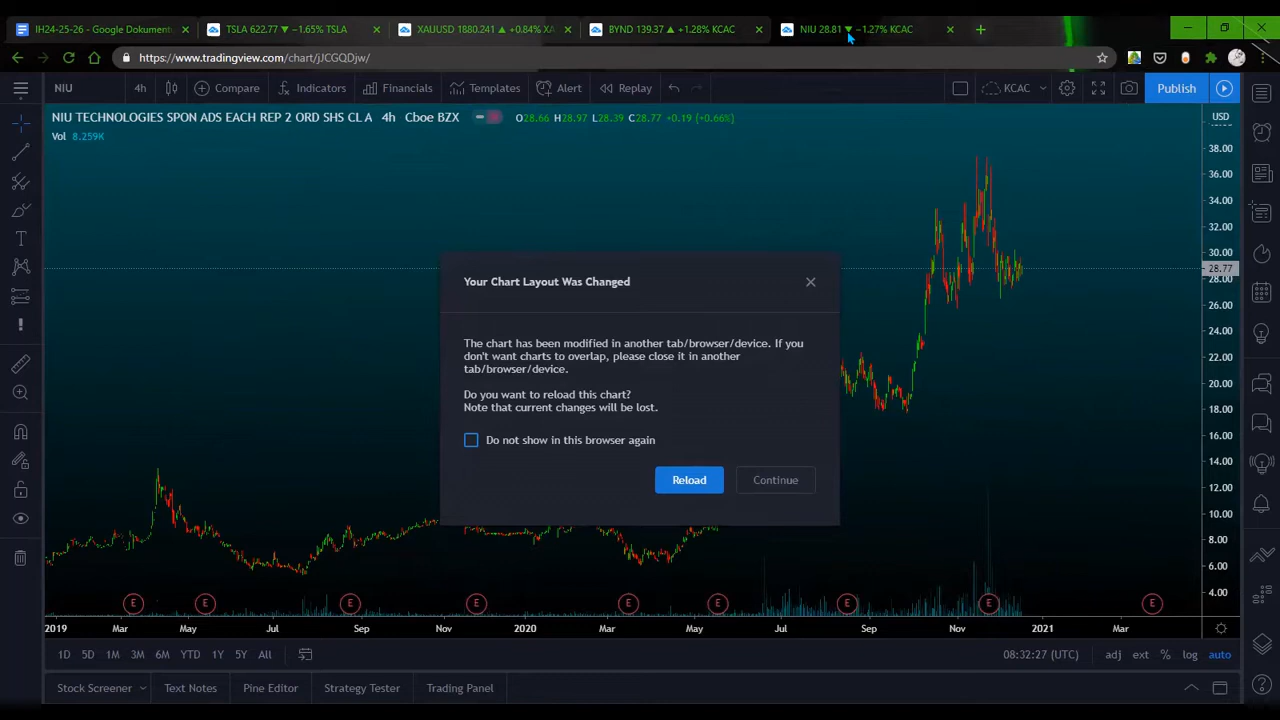 IH24-25-26 - Google Dokument
TSLA 622.77 ▼ −1.65% TSLA
XAUUSD 1880.241 ▲ +0.84% XA
BYND 139.37 ▲ +1.28% KCAC
NIU 28.81 ▼ −1.27% KCAC
https://www.tradingview.com/chart/jJCGQDjw/
NIU 4h Compare Indicators Financials Templates Alert Replay KCAC Publish
NIU TECHNOLOGIES SPON ADS EACH REP 2 ORD SHS CL A 4h Cboe BZX O28.66 H28.97 L28.39 C28.77 +0.19 (+0.66%)
USD
Vol 8.259K
38.00
36.00
34.00
32.00
30.00
28.77
28.00
26.00
24.00
22.00
20.00
18.00
16.00
14.00
12.00
10.00
8.00
6.00
4.00
Your Chart Layout Was Changed
The chart has been modified in another tab/browser/device. If you
don't want charts to overlap, please close it in another
tab/browser/device.
Do you want to reload this chart?
Note that current changes will be lost.
Do not show in this browser again
Reload Continue
E E E E E E E E E
2019 Mar May Jul Sep Nov 2020 Mar May Jul Sep Nov 2021 Mar
1D 5D 1M 3M 6M YTD 1Y 5Y All 08:32:27 (UTC) adj ext % log auto
Stock Screener Text Notes Pine Editor Strategy Tester Trading Panel